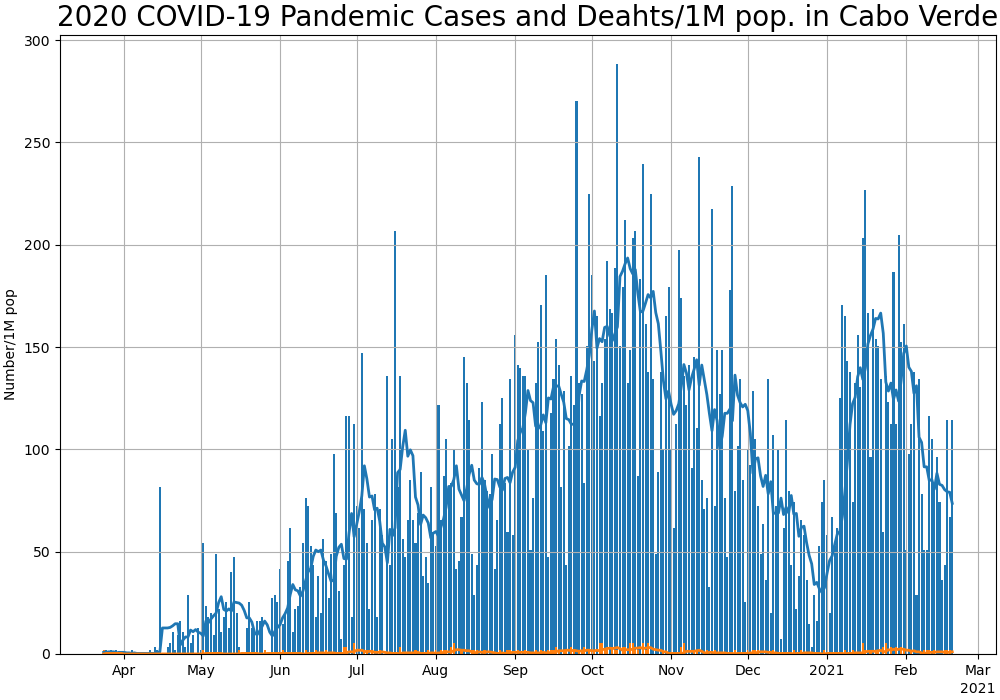 2020 COVID-19 Pandemic Cases and Deahts/1M pop. in Cabo Verde
Number/1M pop
300
250
200
150
100
50
0
Apr May Jun Jul Aug Sep Oct Nov Dec 2021 Feb Mar
2021